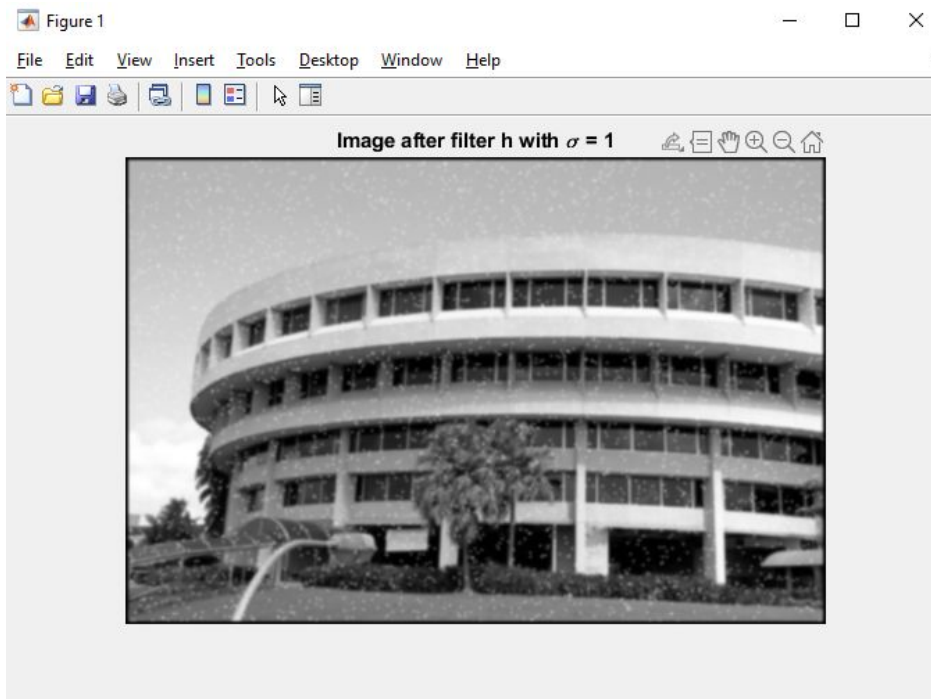 Figure 1
File Edit View Insert Tools Desktop Window Help
Image after filter h with σ = 1